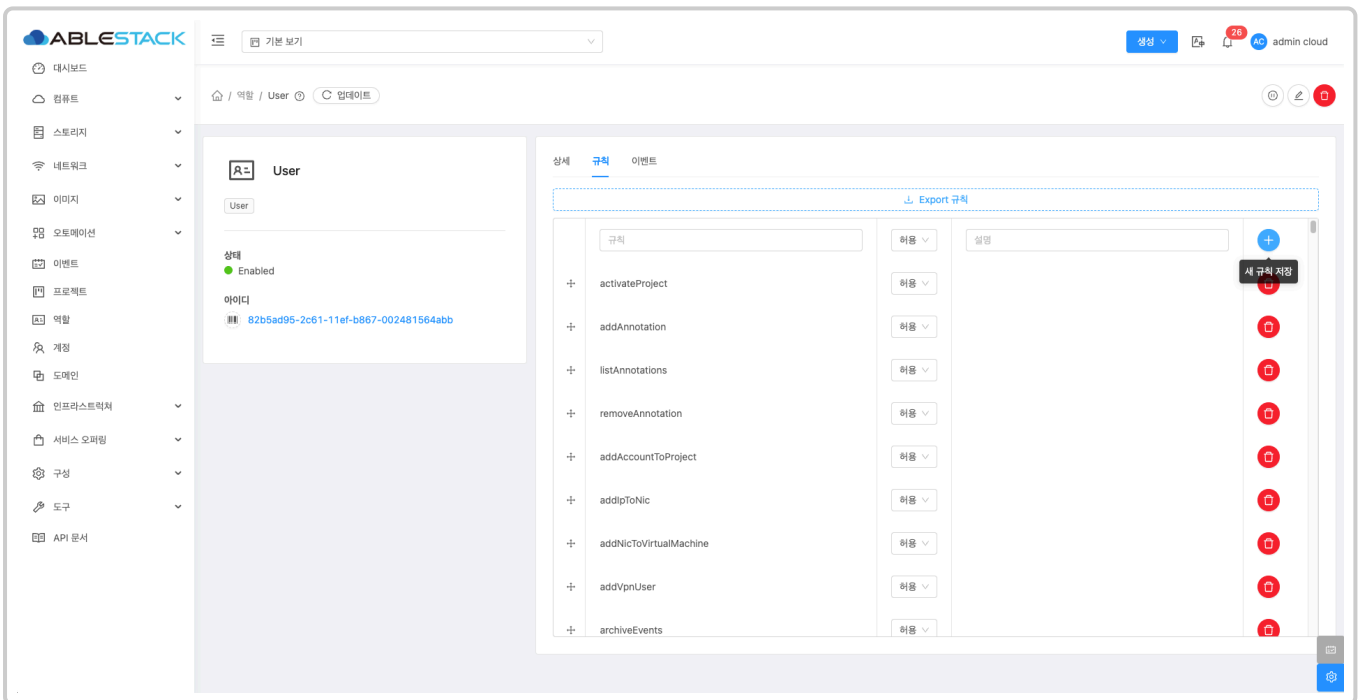 ABLESTACK
기본 보기
생성
26
AC
admin cloud
대시보드
컴퓨트
스토리지
네트워크
이미지
오토메이션
이벤트
프로젝트
역할
계정
도메인
인프라스트럭쳐
서비스 오퍼링
구성
도구
API 문서
/ 역할 / User
업데이트
User
User
상태
Enabled
아이디
82b5ad95-2c61-11ef-b867-002481564abb
상세 규칙 이벤트
Export 규칙
규칙 허용 설명
새 규칙 저장
activateProject 허용
addAnnotation 허용
listAnnotations 허용
removeAnnotation 허용
addAccountToProject 허용
addIpToNic 허용
addNicToVirtualMachine 허용
addVpnUser 허용
archiveEvents 허용